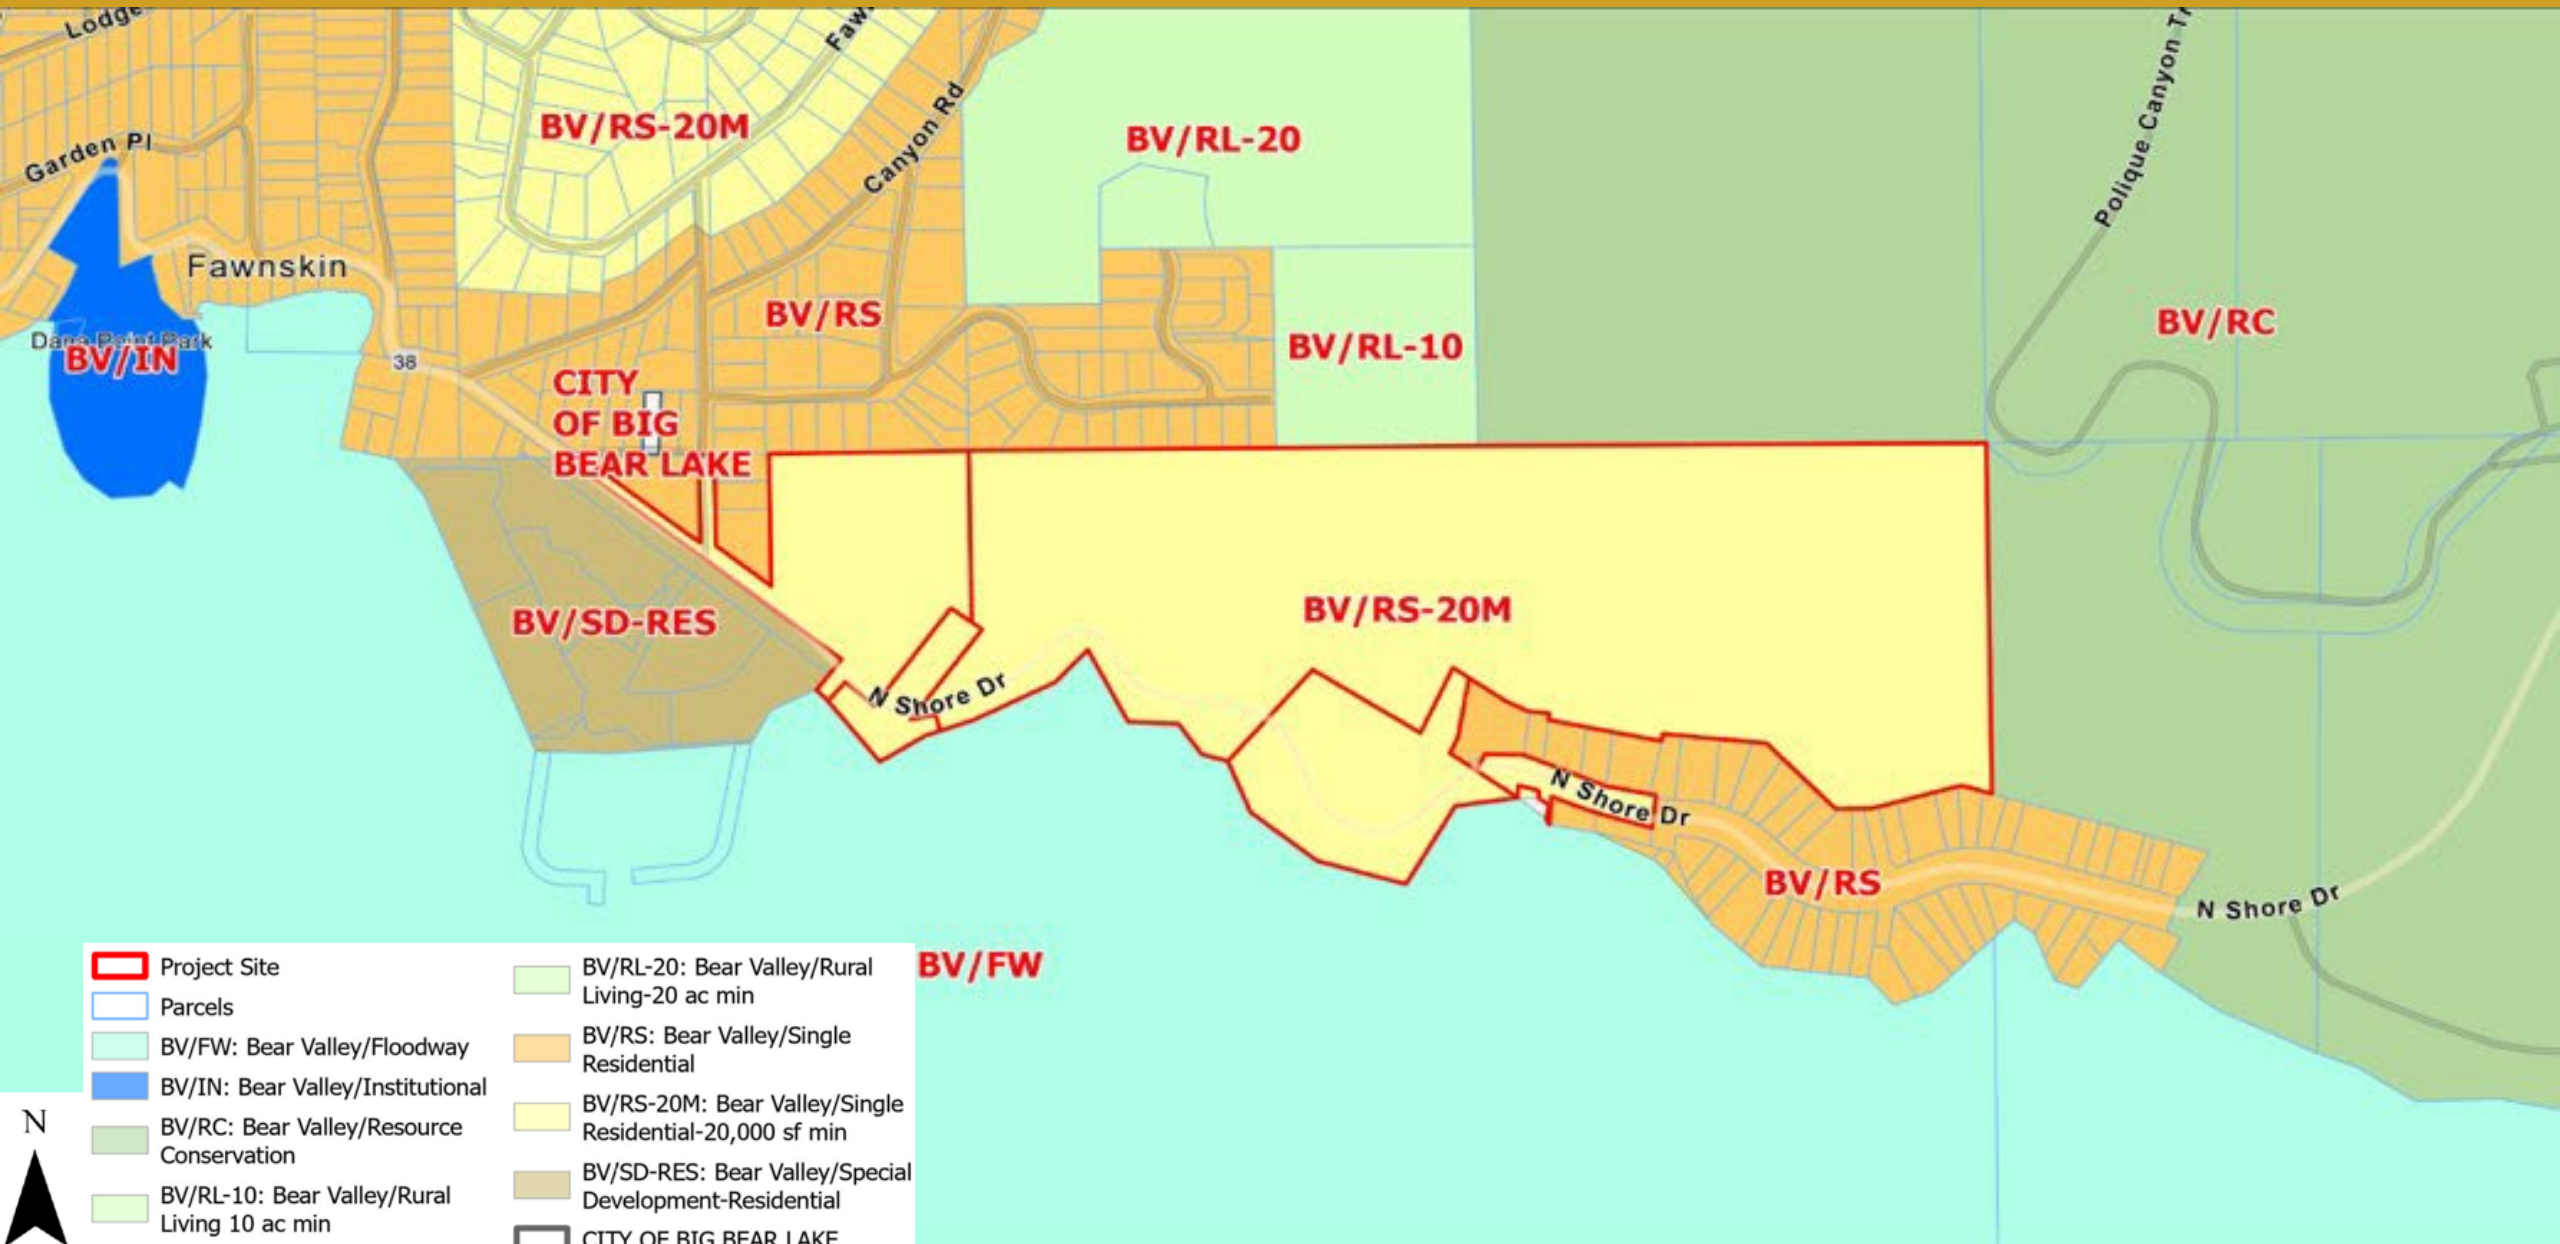 Lodge
Faw
Polique Canyon Tr
BV/RS-20M
Canyon Rd
BV/RL-20
Garden Pl
Fawnskin
BV/RS
BV/RC
Dana Point Park
BV/IN
38
BV/RL-10
CITY
OF BIG
BEAR LAKE
BV/SD-RES
BV/RS-20M
N Shore Dr
N Shore Dr
BV/RS
N Shore Dr
BV/FW
Project Site
Parcels
BV/FW: Bear Valley/Floodway
BV/IN: Bear Valley/Institutional
BV/RC: Bear Valley/Resource
Conservation
BV/RL-10: Bear Valley/Rural
Living 10 ac min
BV/RL-20: Bear Valley/Rural
Living-20 ac min
BV/RS: Bear Valley/Single
Residential
BV/RS-20M: Bear Valley/Single
Residential-20,000 sf min
BV/SD-RES: Bear Valley/Special
Development-Residential
CITY OF BIG BEAR LAKE
N